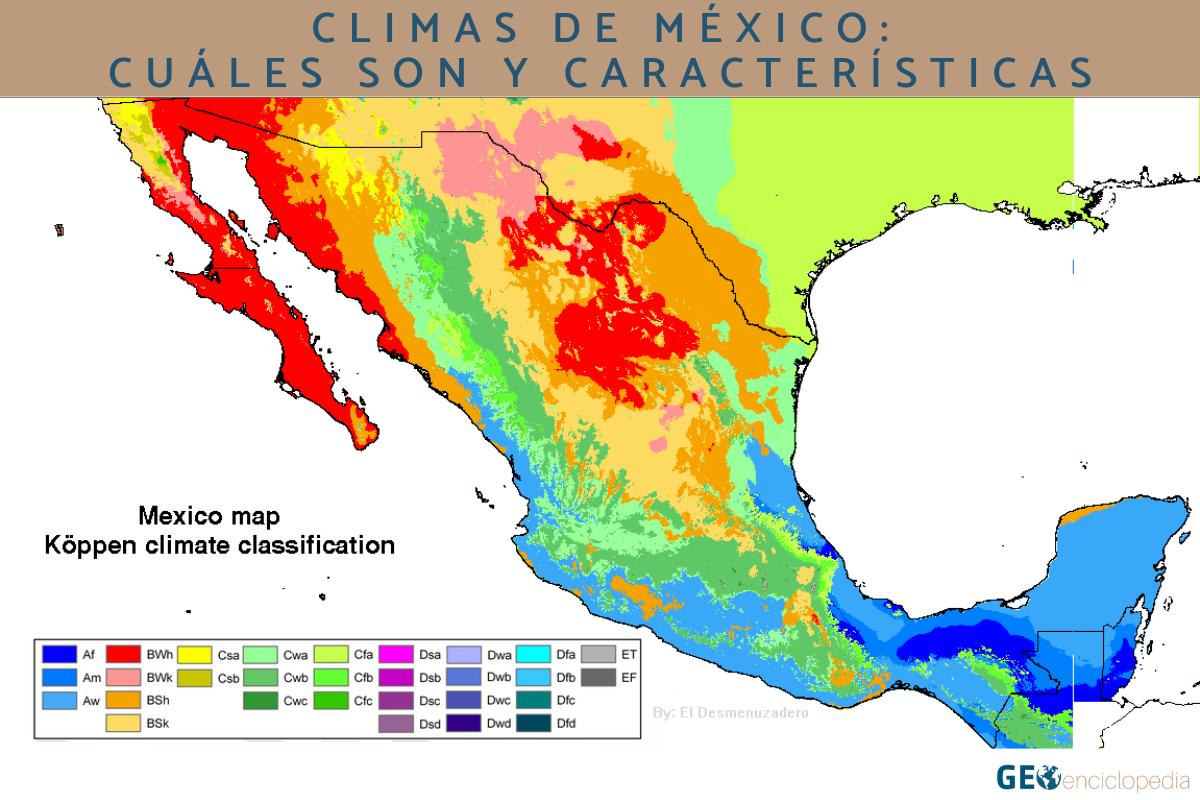 CLIMAS DE MÉXICO:
CUÁLES SON Y CARACTERÍSTICAS
Mexico map
Köppen climate classification
Af BWh Csa Cwa Cfa Dsa Dwa Dfa ET
Am BWk Csb Cwb Cfb Dsb Dwb Dfb EF
Aw BSh Cwc Cfc Dsc Dwc Dfc
BSk Dsd Dwd Dfd
By: El Desmenuzadero
GEOenciclopedia